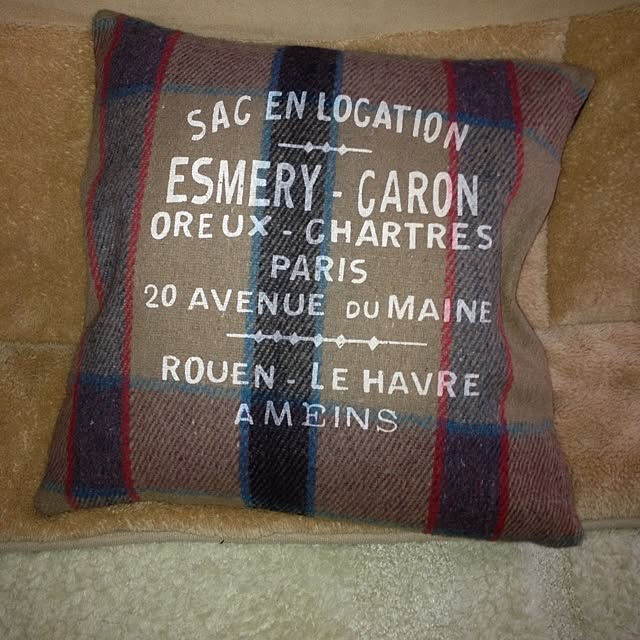 SAC EN LOCATION
ESMERY - CARON
OREUX - CHARTRES
PARIS
20 AVENUE DU MAINE
ROUEN - LE HAVRE
AMEINS